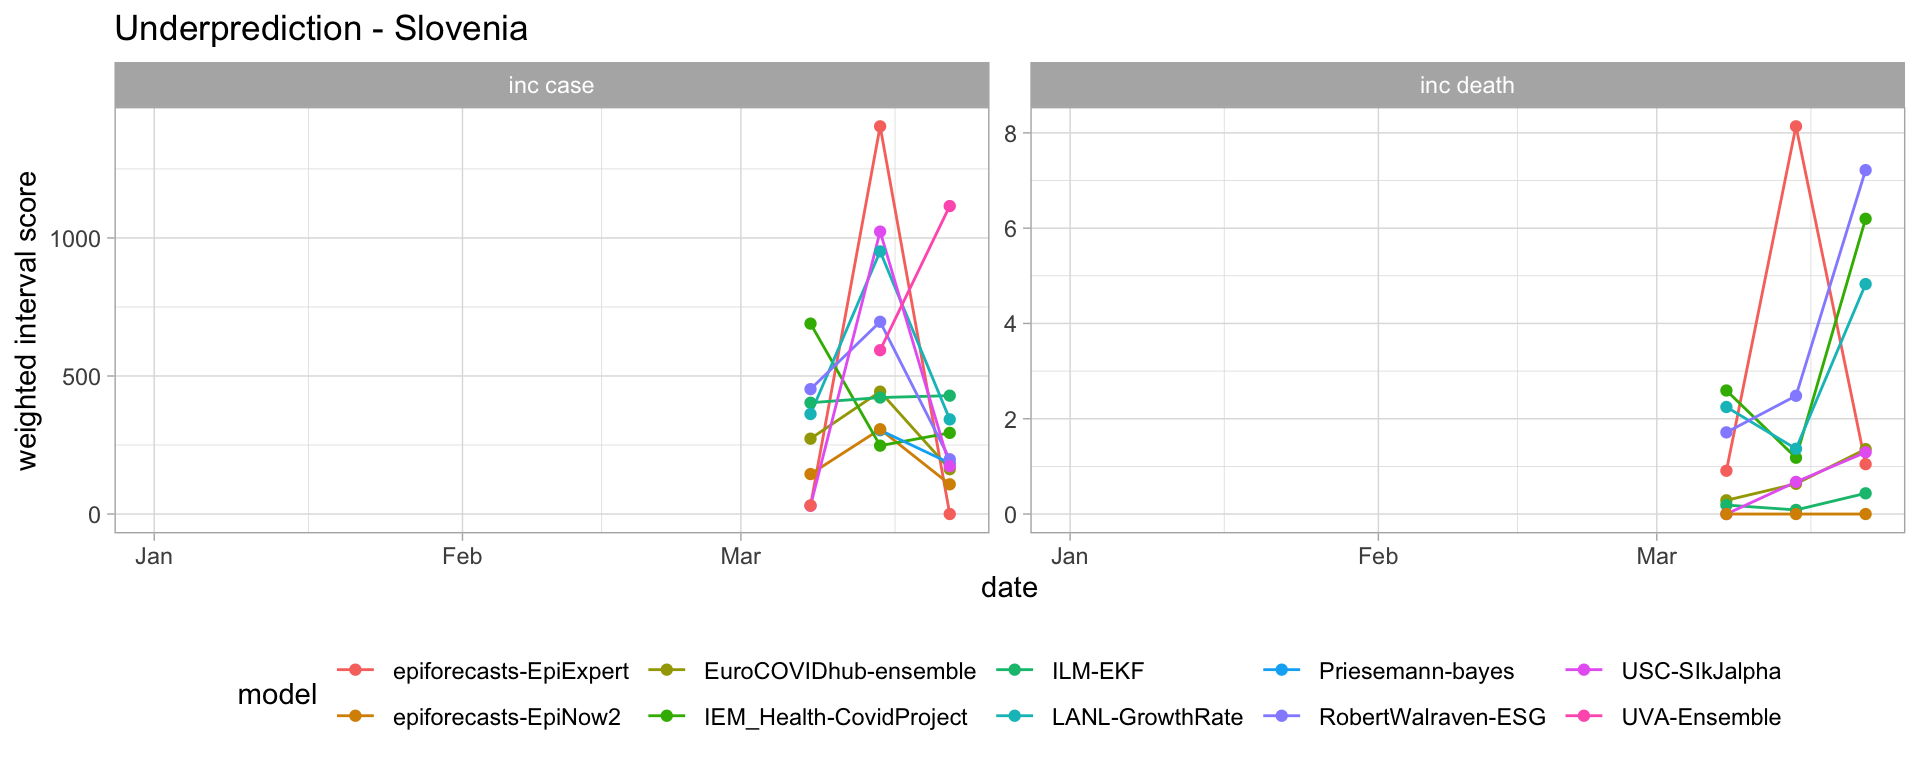 Underprediction - Slovenia
inc case
inc death
weighted interval score
1000
500
0
8
6
4
2
0
Jan
Feb
Mar
Jan
Feb
Mar
date
model
epiforecasts-EpiExpert
EuroCOVIDhub-ensemble
ILM-EKF
Priesemann-bayes
USC-SIkJalpha
epiforecasts-EpiNow2
IEM_Health-CovidProject
LANL-GrowthRate
RobertWalraven-ESG
UVA-Ensemble